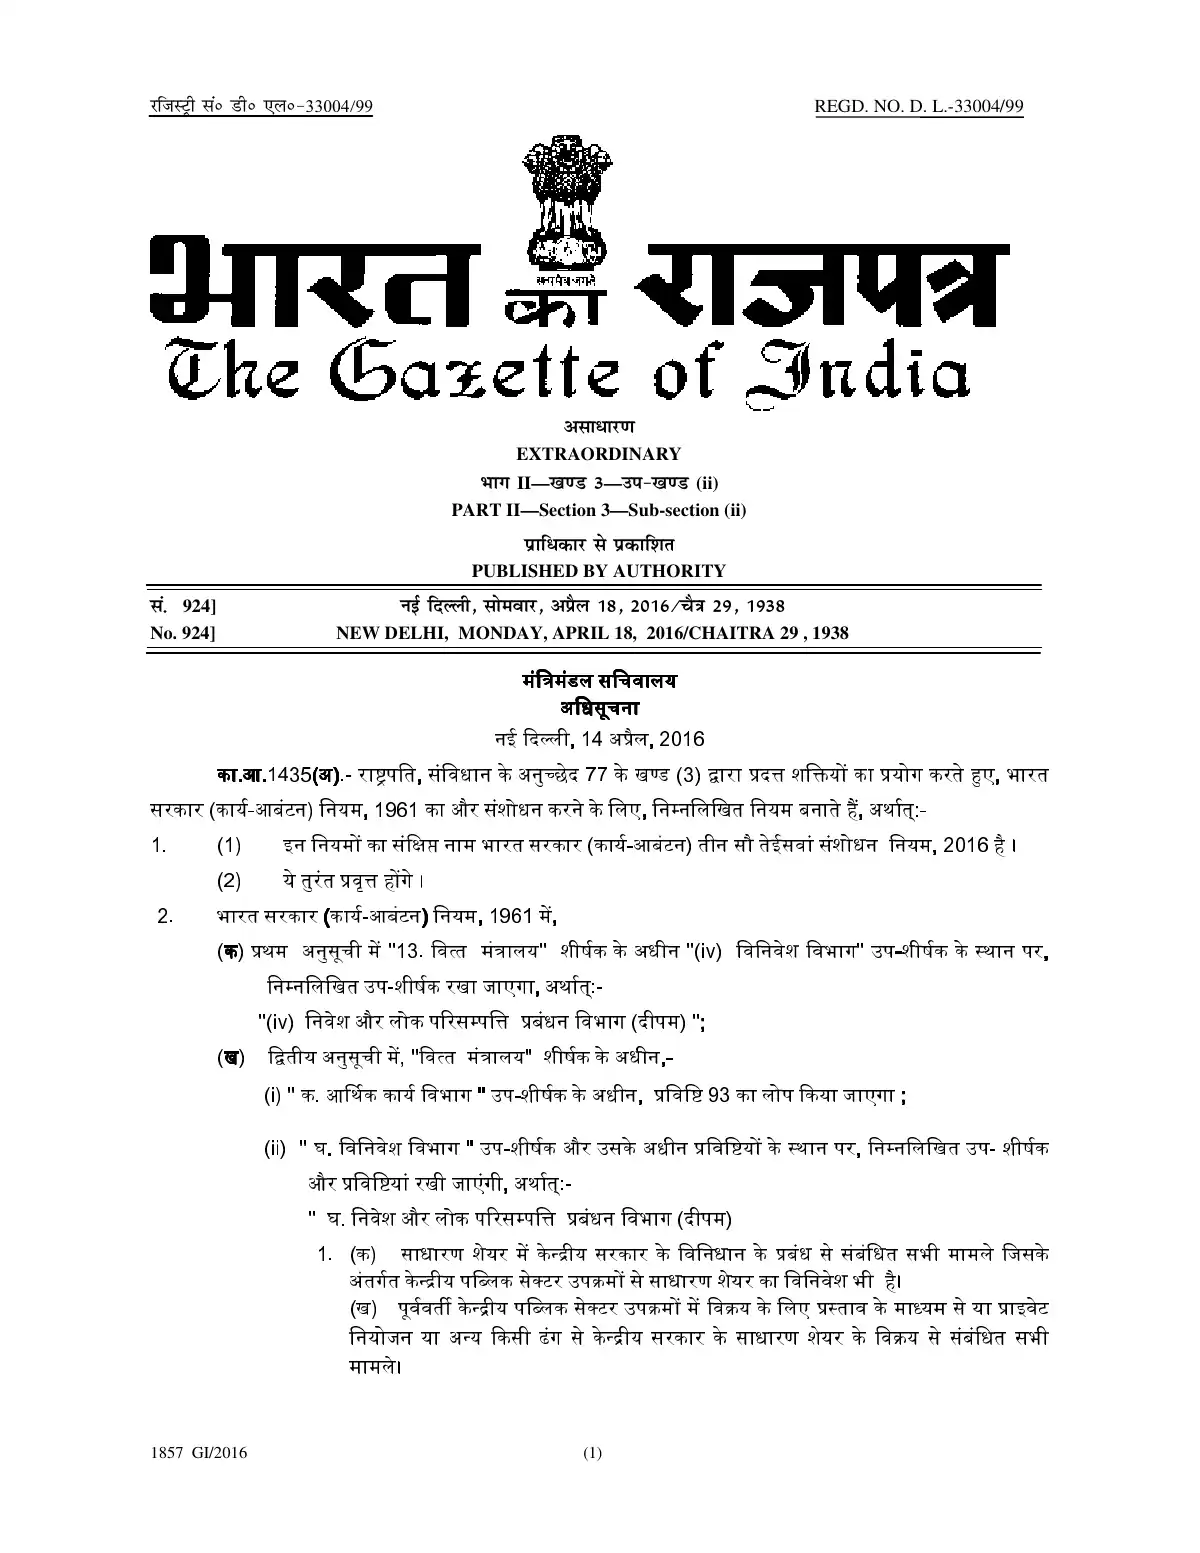 रजिस्ट्री सं० डी० एल०-33004/99
REGD. NO. D. L.-33004/99
सत्यमेव जयते
भारत का राजपत्र
The Gazette of India
असाधारण
EXTRAORDINARY
भाग II—खण्ड 3—उप-खण्ड (ii)
PART II—Section 3—Sub-section (ii)
प्राधिकार से प्रकाशित
PUBLISHED BY AUTHORITY
सं. 924] नई दिल्ली, सोमवार, अप्रैल 18, 2016/चैत्र 29, 1938
No. 924] NEW DELHI, MONDAY, APRIL 18, 2016/CHAITRA 29 , 1938
मंत्रिमंडल सचिवालय
अधिसूचना
नई दिल्ली, 14 अप्रैल, 2016
का.आ.1435(अ).- राष्ट्रपति, संविधान के अनुच्छेद 77 के खण्ड (3) द्वारा प्रदत्त शक्तियों का प्रयोग करते हुए, भारत
सरकार (कार्य-आबंटन) नियम, 1961 का और संशोधन करने के लिए, निम्नलिखित नियम बनाते हैं, अर्थात्:-
1. (1) इन नियमों का संक्षिप्त नाम भारत सरकार (कार्य-आबंटन) तीन सौ तेईसवां संशोधन नियम, 2016 है ।
(2) ये तुरंत प्रवृत्त होंगे ।
2. भारत सरकार (कार्य-आबंटन) नियम, 1961 में,
(क) प्रथम अनुसूची में "13. वित्त मंत्रालय" शीर्षक के अधीन "(iv) विनिवेश विभाग" उप-शीर्षक के स्थान पर,
निम्नलिखित उप-शीर्षक रखा जाएगा, अर्थात्:-
"(iv) निवेश और लोक परिसम्पत्ति प्रबंधन विभाग (दीपम) ";
(ख) द्वितीय अनुसूची में, "वित्त मंत्रालय" शीर्षक के अधीन,-
(i) " क. आर्थिक कार्य विभाग " उप-शीर्षक के अधीन, प्रविष्टि 93 का लोप किया जाएगा ;
(ii) " घ. विनिवेश विभाग " उप-शीर्षक और उसके अधीन प्रविष्टियों के स्थान पर, निम्नलिखित उप- शीर्षक
और प्रविष्टियां रखी जाएंगी, अर्थात्:-
" घ. निवेश और लोक परिसम्पत्ति प्रबंधन विभाग (दीपम)
1. (क) साधारण शेयर में केन्द्रीय सरकार के विनिधान के प्रबंध से संबंधित सभी मामले जिसके
अंतर्गत केन्द्रीय पब्लिक सेक्टर उपक्रमों से साधारण शेयर का विनिवेश भी है।
(ख) पूर्ववर्ती केन्द्रीय पब्लिक सेक्टर उपक्रमों में विक्रय के लिए प्रस्ताव के माध्यम से या प्राइवेट
नियोजन या अन्य किसी ढंग से केन्द्रीय सरकार के साधारण शेयर के विक्रय से संबंधित सभी
मामले।
1857 GI/2016
(1)